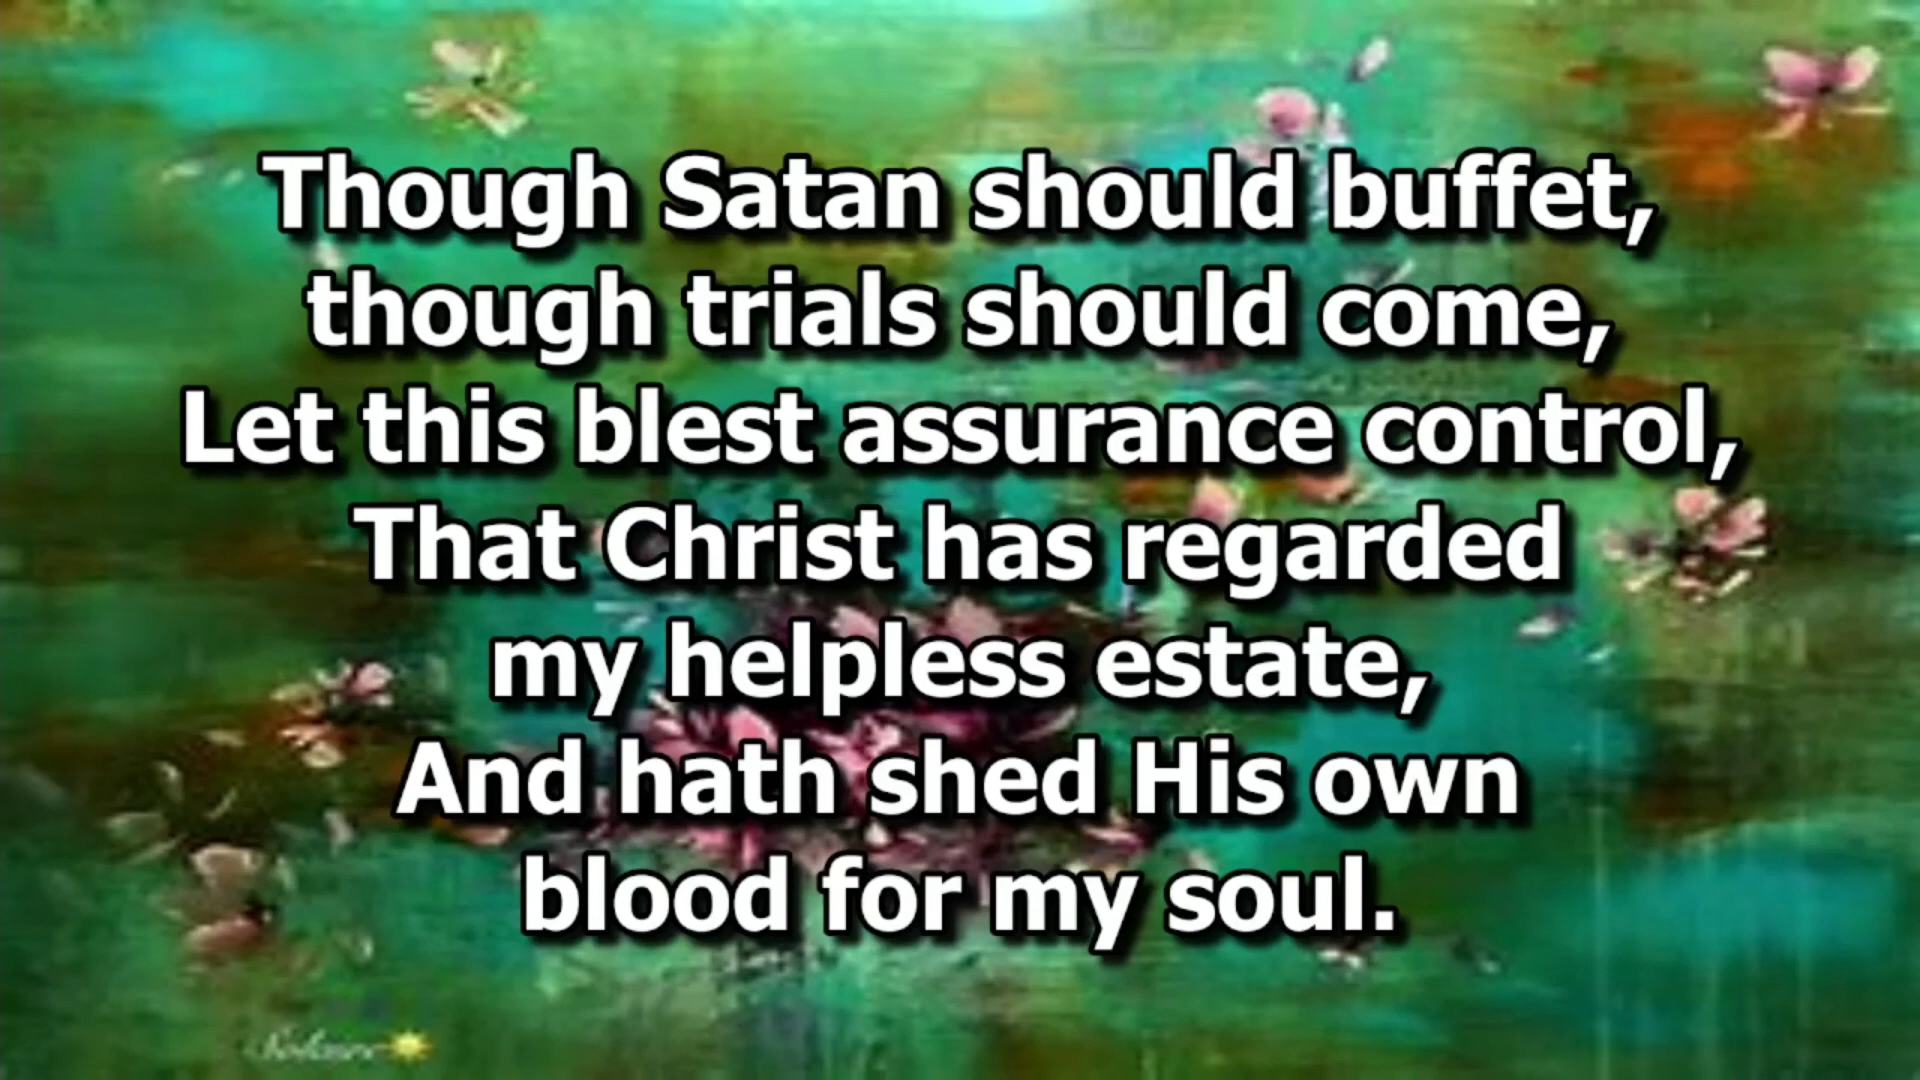 Though Satan should buffet,
though trials should come,
Let this blest assurance control,
That Christ has regarded
my helpless estate,
And hath shed His own
blood for my soul.